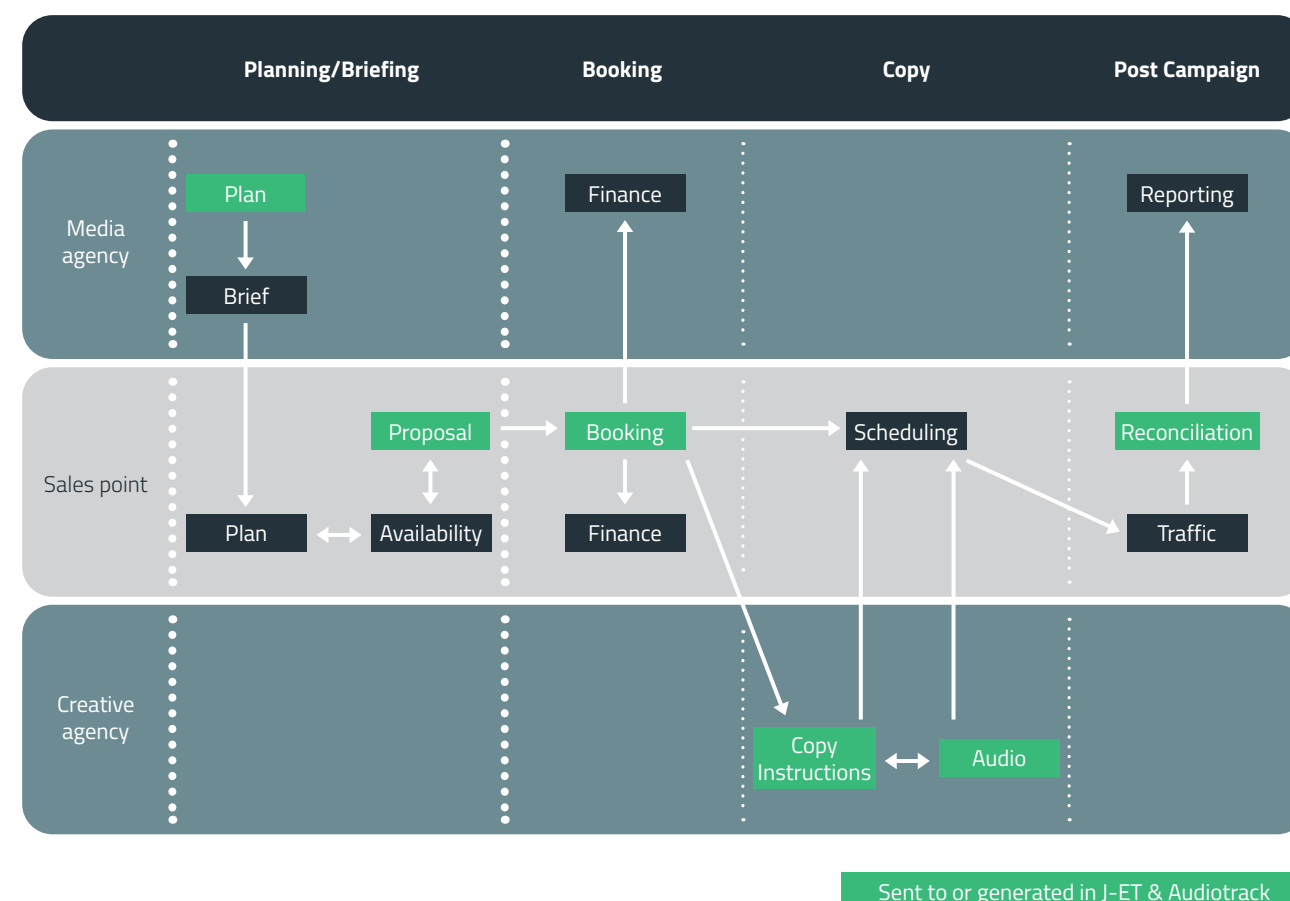 Planning/Briefing
Booking
Copy
Post Campaign
Media
agency
Plan
Finance
Reporting
Brief
Sales point
Proposal
Booking
Scheduling
Reconciliation
Plan
Availability
Finance
Traffic
Creative
agency
Copy
Instructions
Audio
Sent to or generated in J-ET & Audiotrack